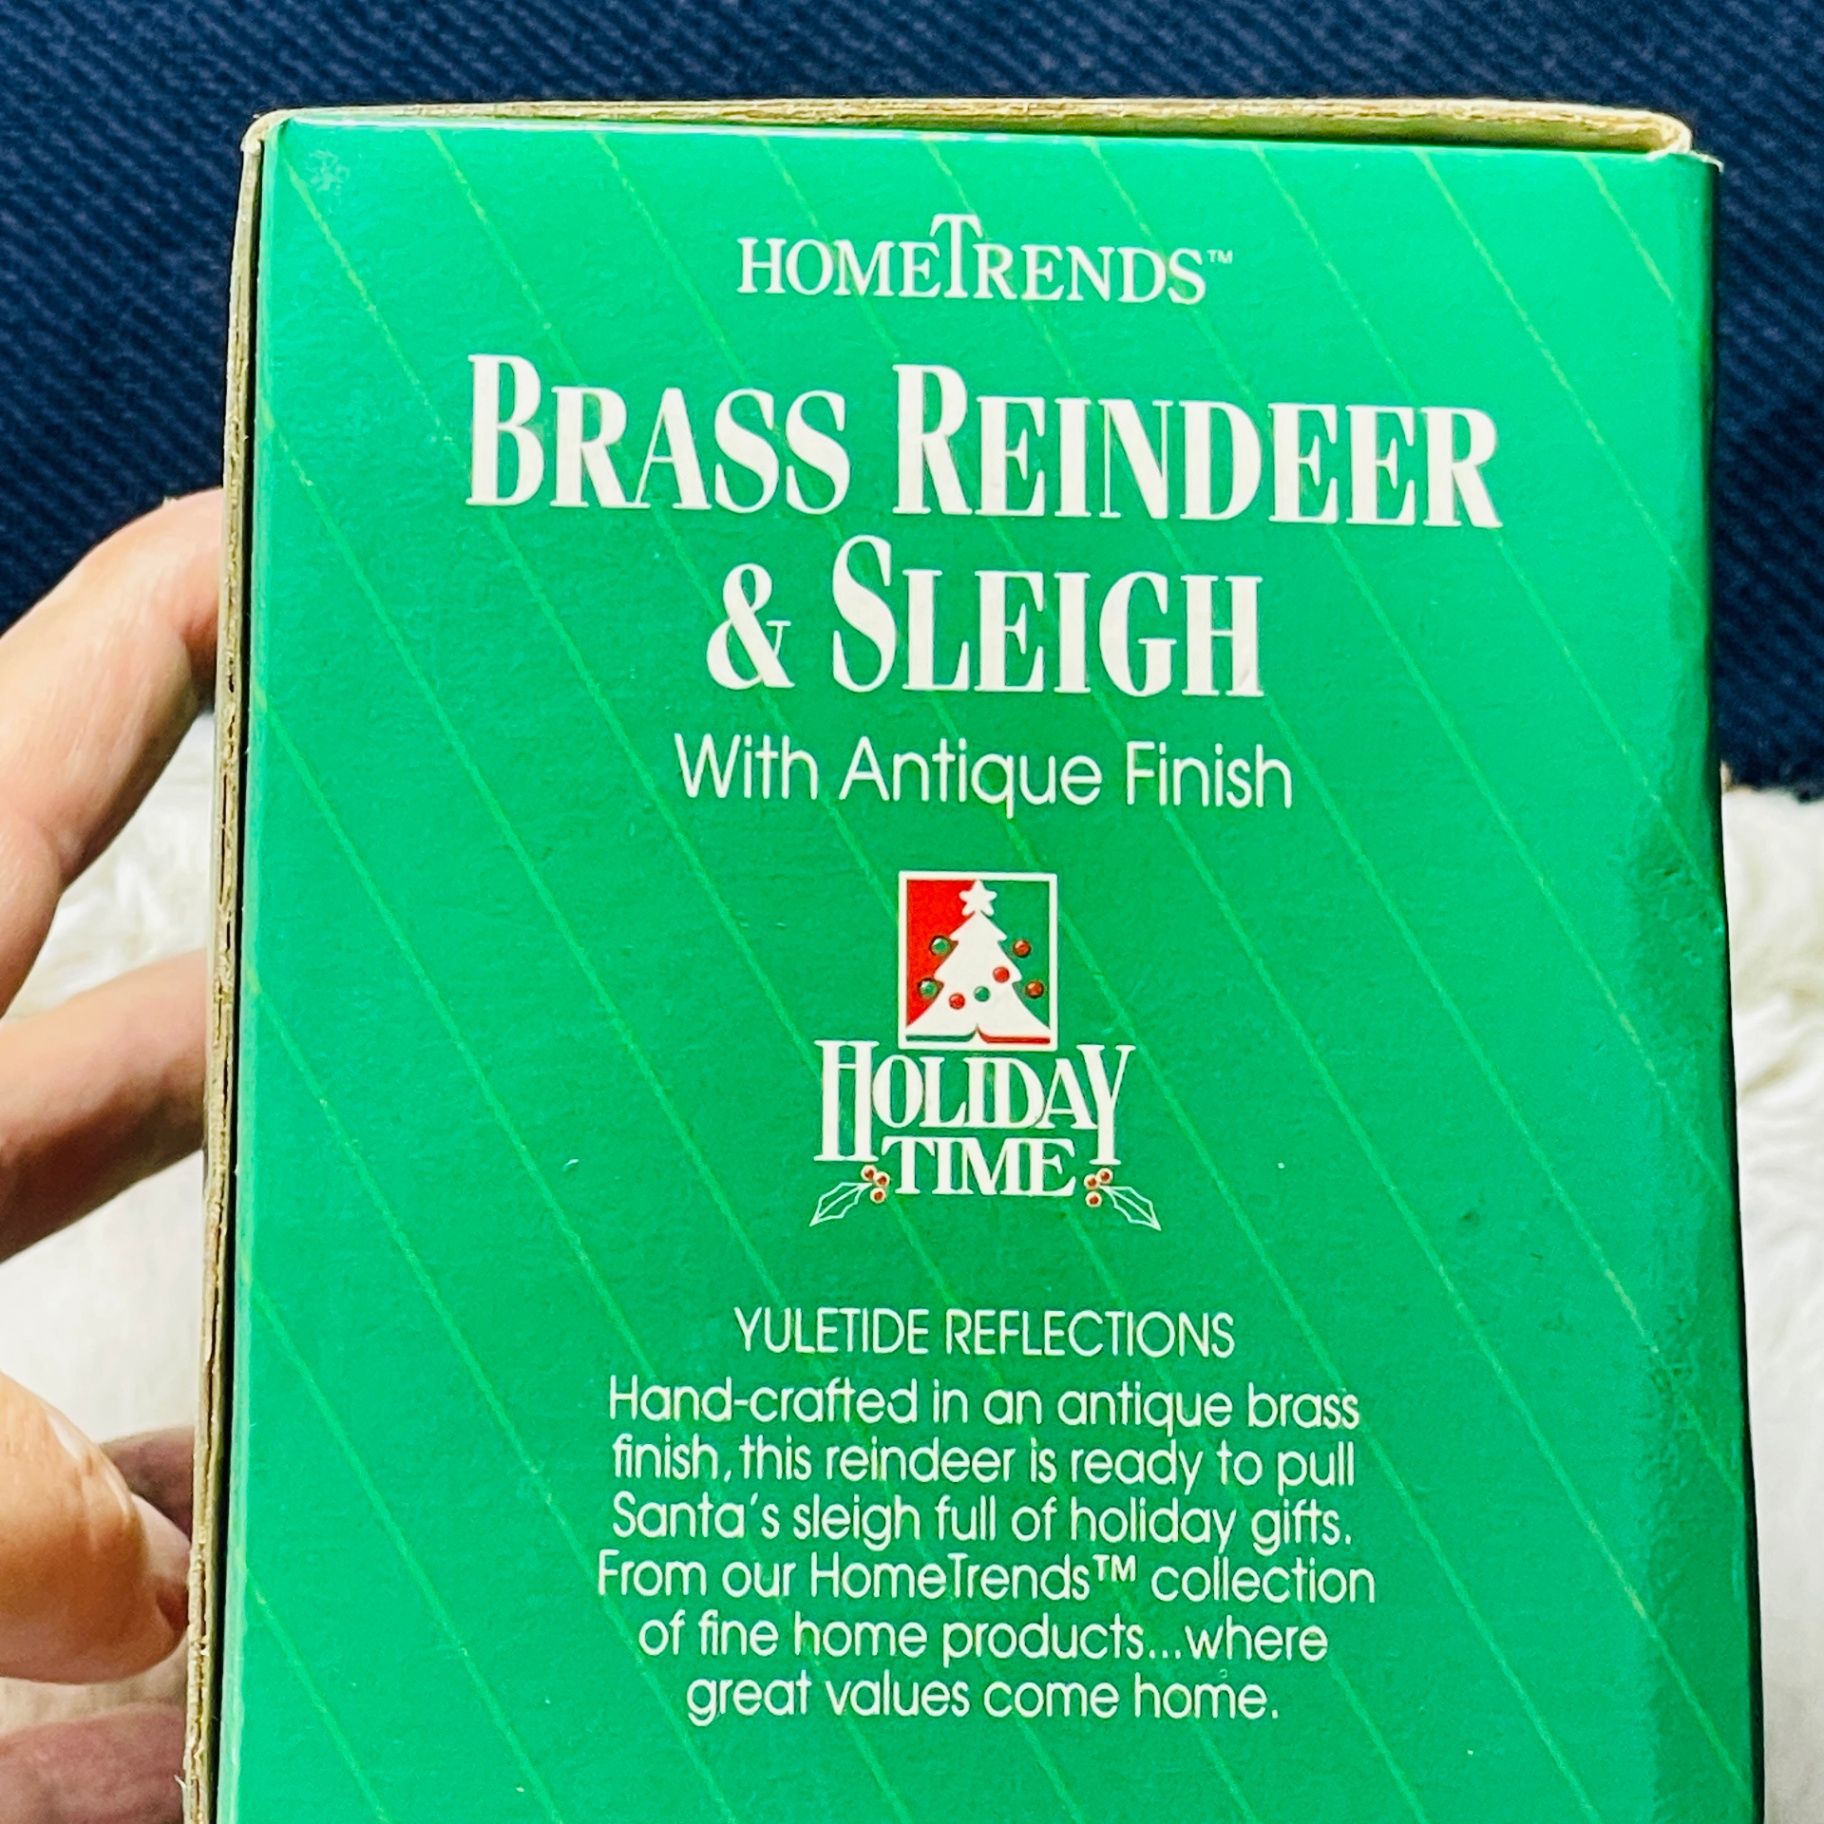 HOMETRENDS™
BRASS REINDEER
& SLEIGH
With Antique Finish
HOLIDAY
TIME
YULETIDE REFLECTIONS
Hand-crafted in an antique brass
finish, this reindeer is ready to pull
Santa's sleigh full of holiday gifts.
From our HomeTrends™ collection
of fine home products...where
great values come home.